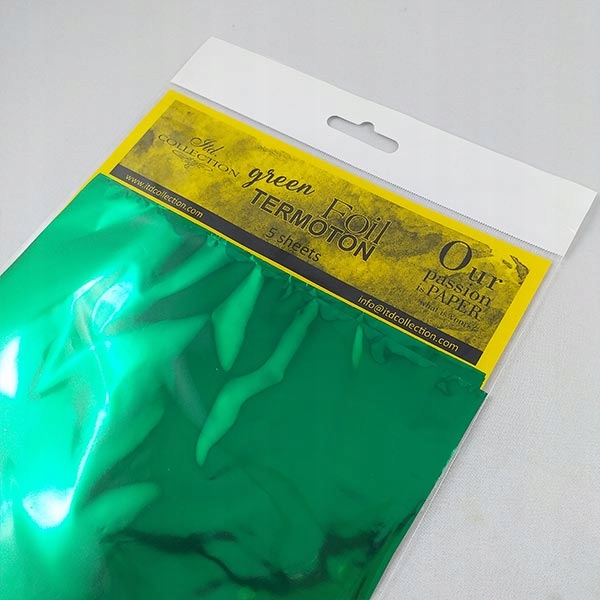 Itd.
COLLECTION
green Foil
TERMOTON
5 sheets
Our
passion
PAPER
www.itdcollection.com
info@itdcollection.com